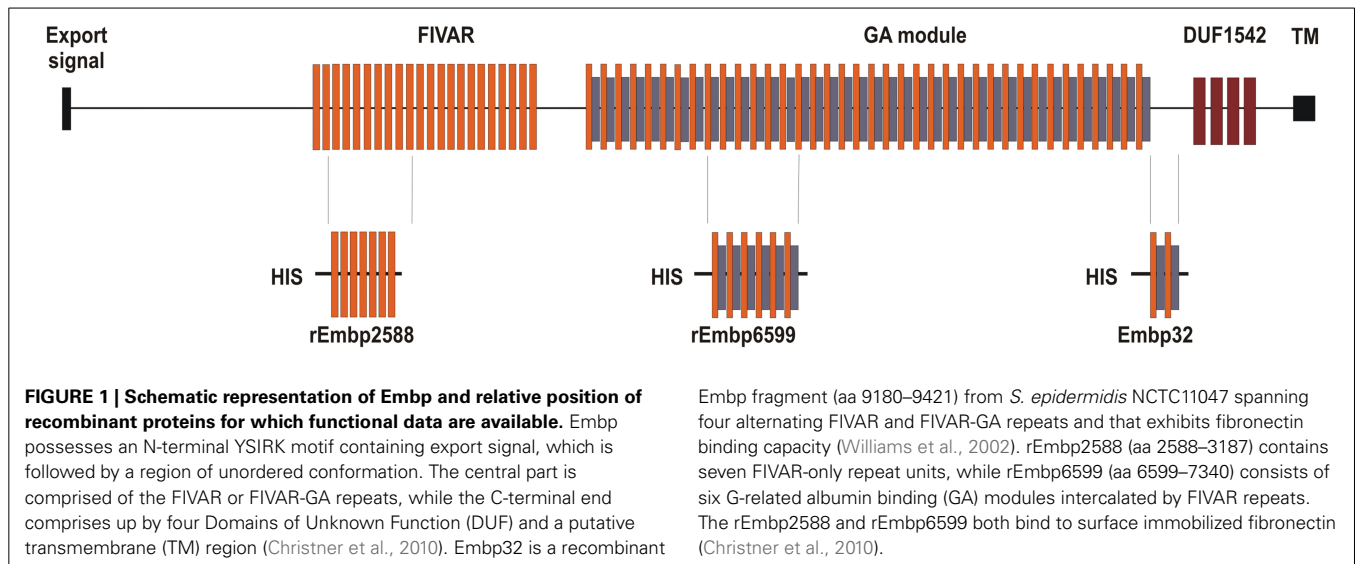 Export
signal
FIVAR
GA module
DUF1542
TM
HIS
rEmbp2588
HIS
rEmbp6599
Embp32
FIGURE 1 | Schematic representation of Embp and relative position of
recombinant proteins for which functional data are available. Embp
possesses an N-terminal YSIRK motif containing export signal, which is
followed by a region of unordered conformation. The central part is
comprised of the FIVAR or FIVAR-GA repeats, while the C-terminal end
comprises up by four Domains of Unknown Function (DUF) and a putative
transmembrane (TM) region (Christner et al., 2010). Embp32 is a recombinant
Embp fragment (aa 9180–9421) from S. epidermidis NCTC11047 spanning
four alternating FIVAR and FIVAR-GA repeats and that exhibits fibronectin
binding capacity (Williams et al., 2002). rEmbp2588 (aa 2588–3187) contains
seven FIVAR-only repeat units, while rEmbp6599 (aa 6599–7340) consists of
six G-related albumin binding (GA) modules intercalated by FIVAR repeats.
The rEmbp2588 and rEmbp6599 both bind to surface immobilized fibronectin
(Christner et al., 2010).